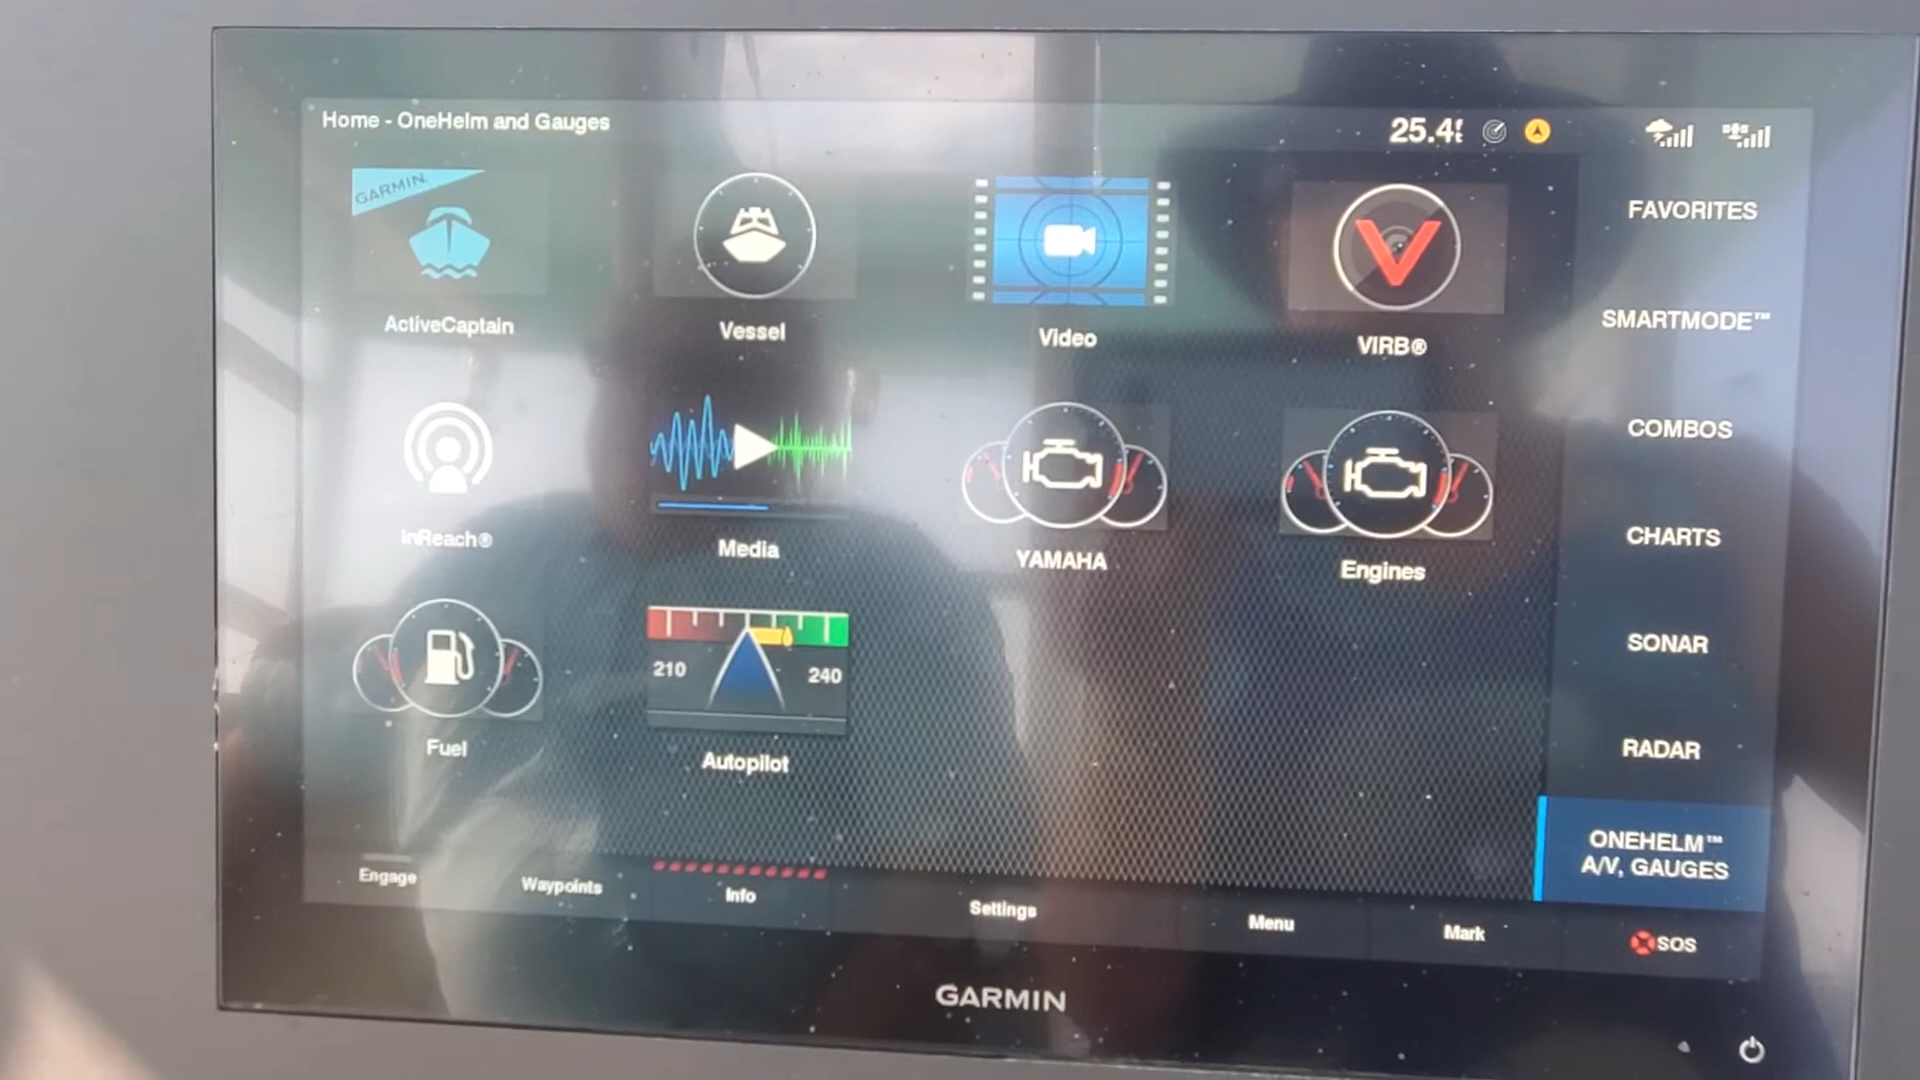 Home - OneHelm and Gauges
25.4ft
GARMIN
ActiveCaptain
Vessel
Video
VIRB®
InReach®
Media
YAMAHA
Engines
210
240
Fuel
Autopilot
FAVORITES
SMARTMODE™
COMBOS
CHARTS
SONAR
RADAR
ONEHELM™
A/V, GAUGES
Engage
Waypoints
Info
Settings
Menu
Mark
SOS
GARMIN